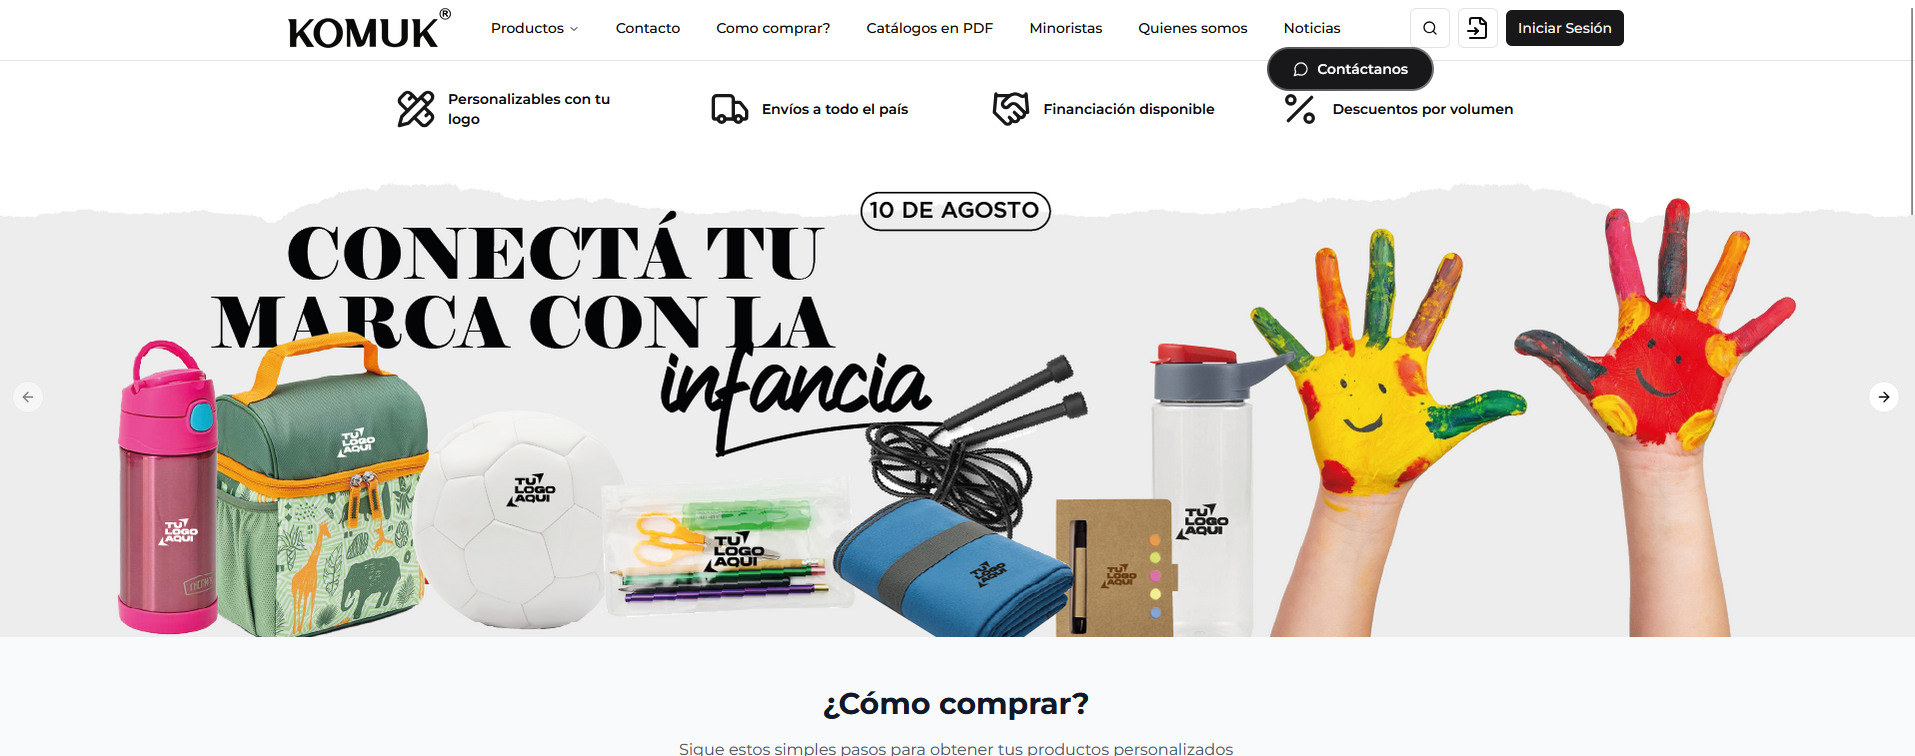 KOMUK®
Productos
Contacto
Como comprar?
Catálogos en PDF
Minoristas
Quienes somos
Noticias
Iniciar Sesión
Contáctanos
Personalizables con tu
logo
Envíos a todo el país
Financiación disponible
Descuentos por volumen
10 DE AGOSTO
CONECTÁ TU
MARCA CON LA
infancia
TU
LOGO
AQUI
TU
LOGO
AQUI
TU
LOGO
AQUI
TU
LOGO
AQUI
TU
LOGO
AQUI
TU
LOGO
AQUI
TU
LOGO
AQUI
¿Cómo comprar?
Sigue estos simples pasos para obtener tus productos personalizados